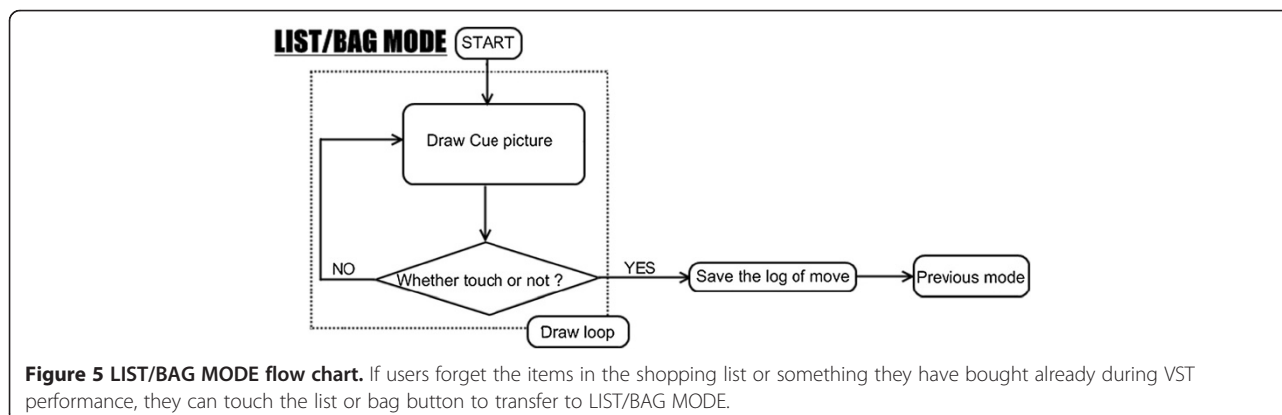 LIST/BAG MODE START
Draw Cue picture
NO
Whether touch or not ?
YES
Save the log of move
Previous mode
Draw loop
Figure 5 LIST/BAG MODE flow chart. If users forget the items in the shopping list or something they have bought already during VST
performance, they can touch the list or bag button to transfer to LIST/BAG MODE.